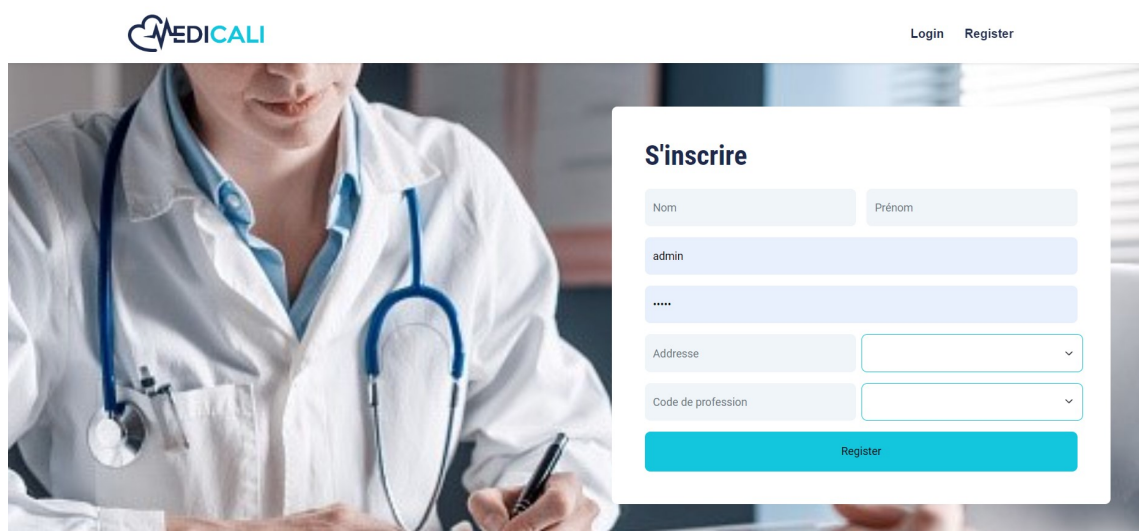 MEDICALI
Login Register
S'inscrire
Nom Prénom
admin
•••••
Addresse
Code de profession
Register